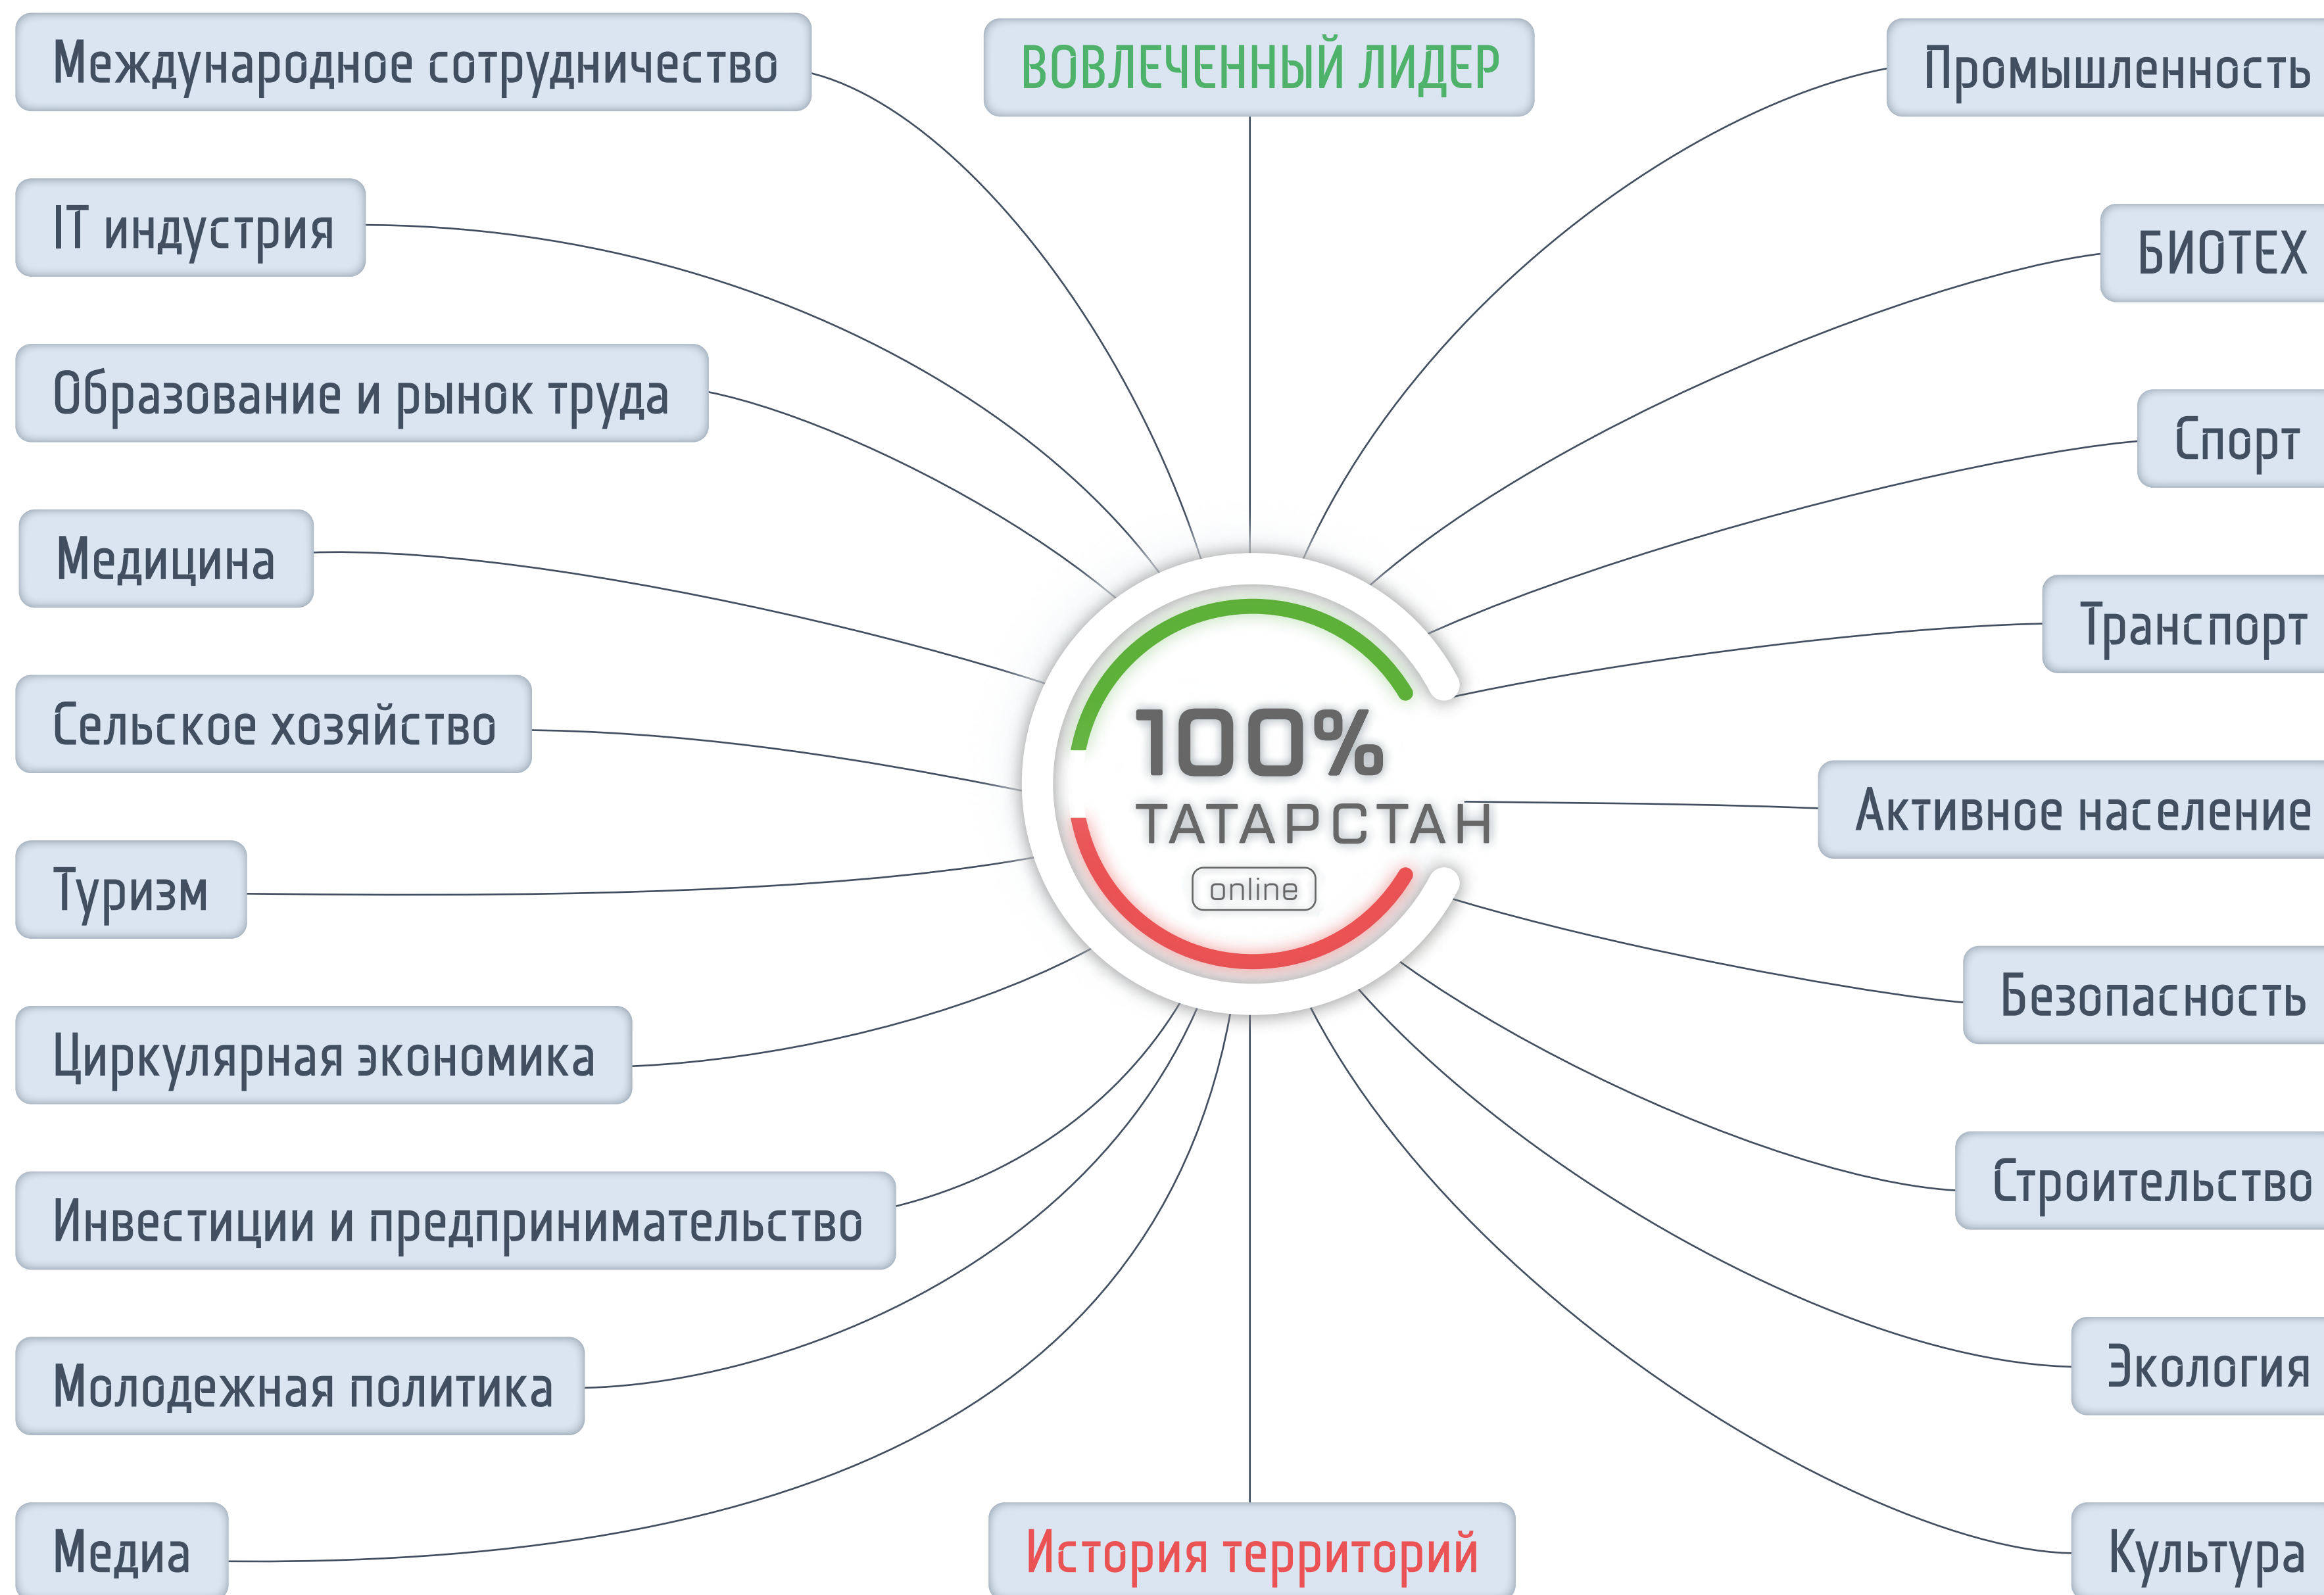 Международное сотрудничество
ВОВЛЕЧЕННЫЙ ЛИДЕР
Промышленность
IT индустрия
БИОТЕХ
Образование и рынок труда
Спорт
Медицина
Транспорт
Сельское хозяйство
100%
ТАТАРСТАН
online
Активное население
Туризм
Безопасность
Циркулярная экономика
Строительство
Инвестиции и предпринимательство
Экология
Молодежная политика
Медиа
История территорий
Культура